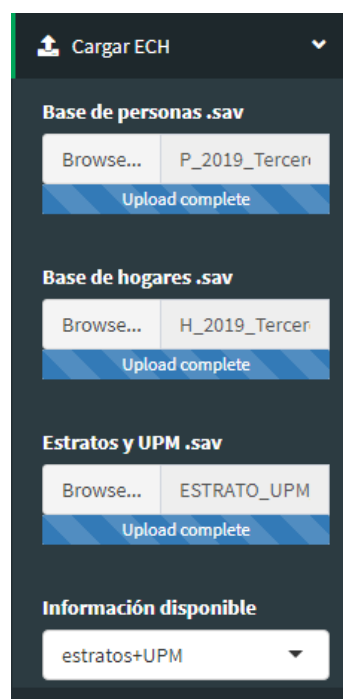 Cargar ECH
Base de personas .sav
Browse... P_2019_Tercer
Upload complete
Base de hogares .sav
Browse... H_2019_Tercer
Upload complete
Estratos y UPM .sav
Browse... ESTRATO_UPM
Upload complete
Información disponible
estratos+UPM